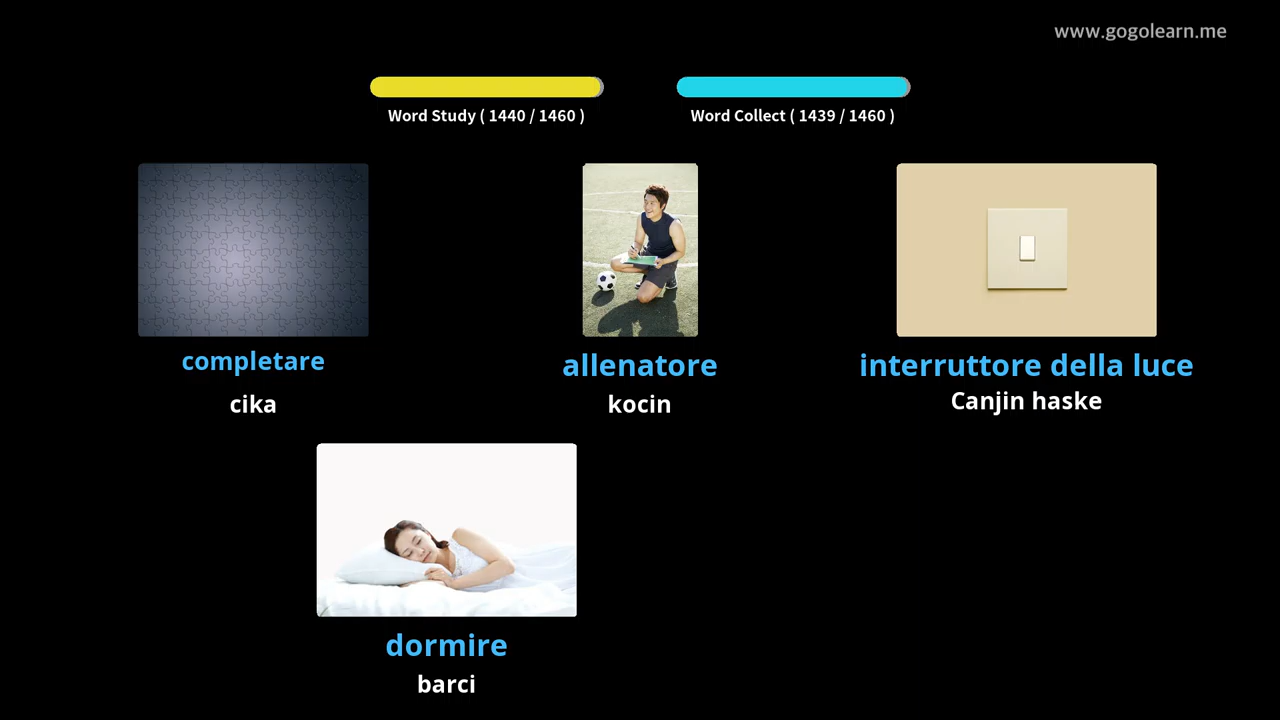 www.gogolearn.me
Word Study ( 1440 / 1460 )
Word Collect ( 1439 / 1460 )
completare
cika
allenatore
kocin
interruttore della luce
Canjin haske
dormire
barci